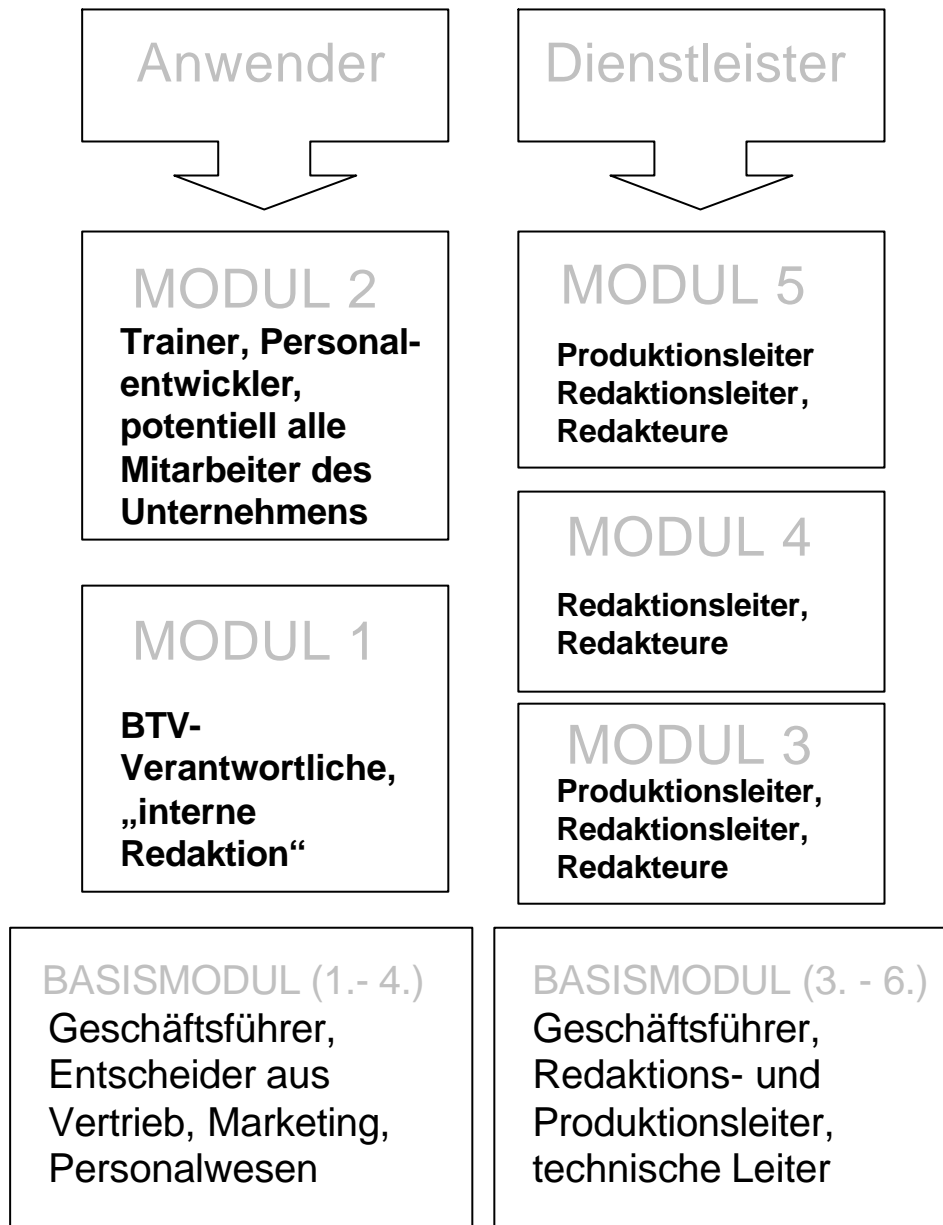 Anwender
MODUL 2
Trainer, Personal-
entwickler,
potentiell alle
Mitarbeiter des
Unternehmens
MODUL 1
BTV-
Verantwortliche,
„interne
Redaktion“
BASISMODUL (1.- 4.)
Geschäftsführer,
Entscheider aus
Vertrieb, Marketing,
Personalwesen
Dienstleister
MODUL 5
Produktionsleiter
Redaktionsleiter,
Redakteure
MODUL 4
Redaktionsleiter,
Redakteure
MODUL 3
Produktionsleiter,
Redaktionsleiter,
Redakteure
BASISMODUL (3. - 6.)
Geschäftsführer,
Redaktions- und
Produktionsleiter,
technische Leiter